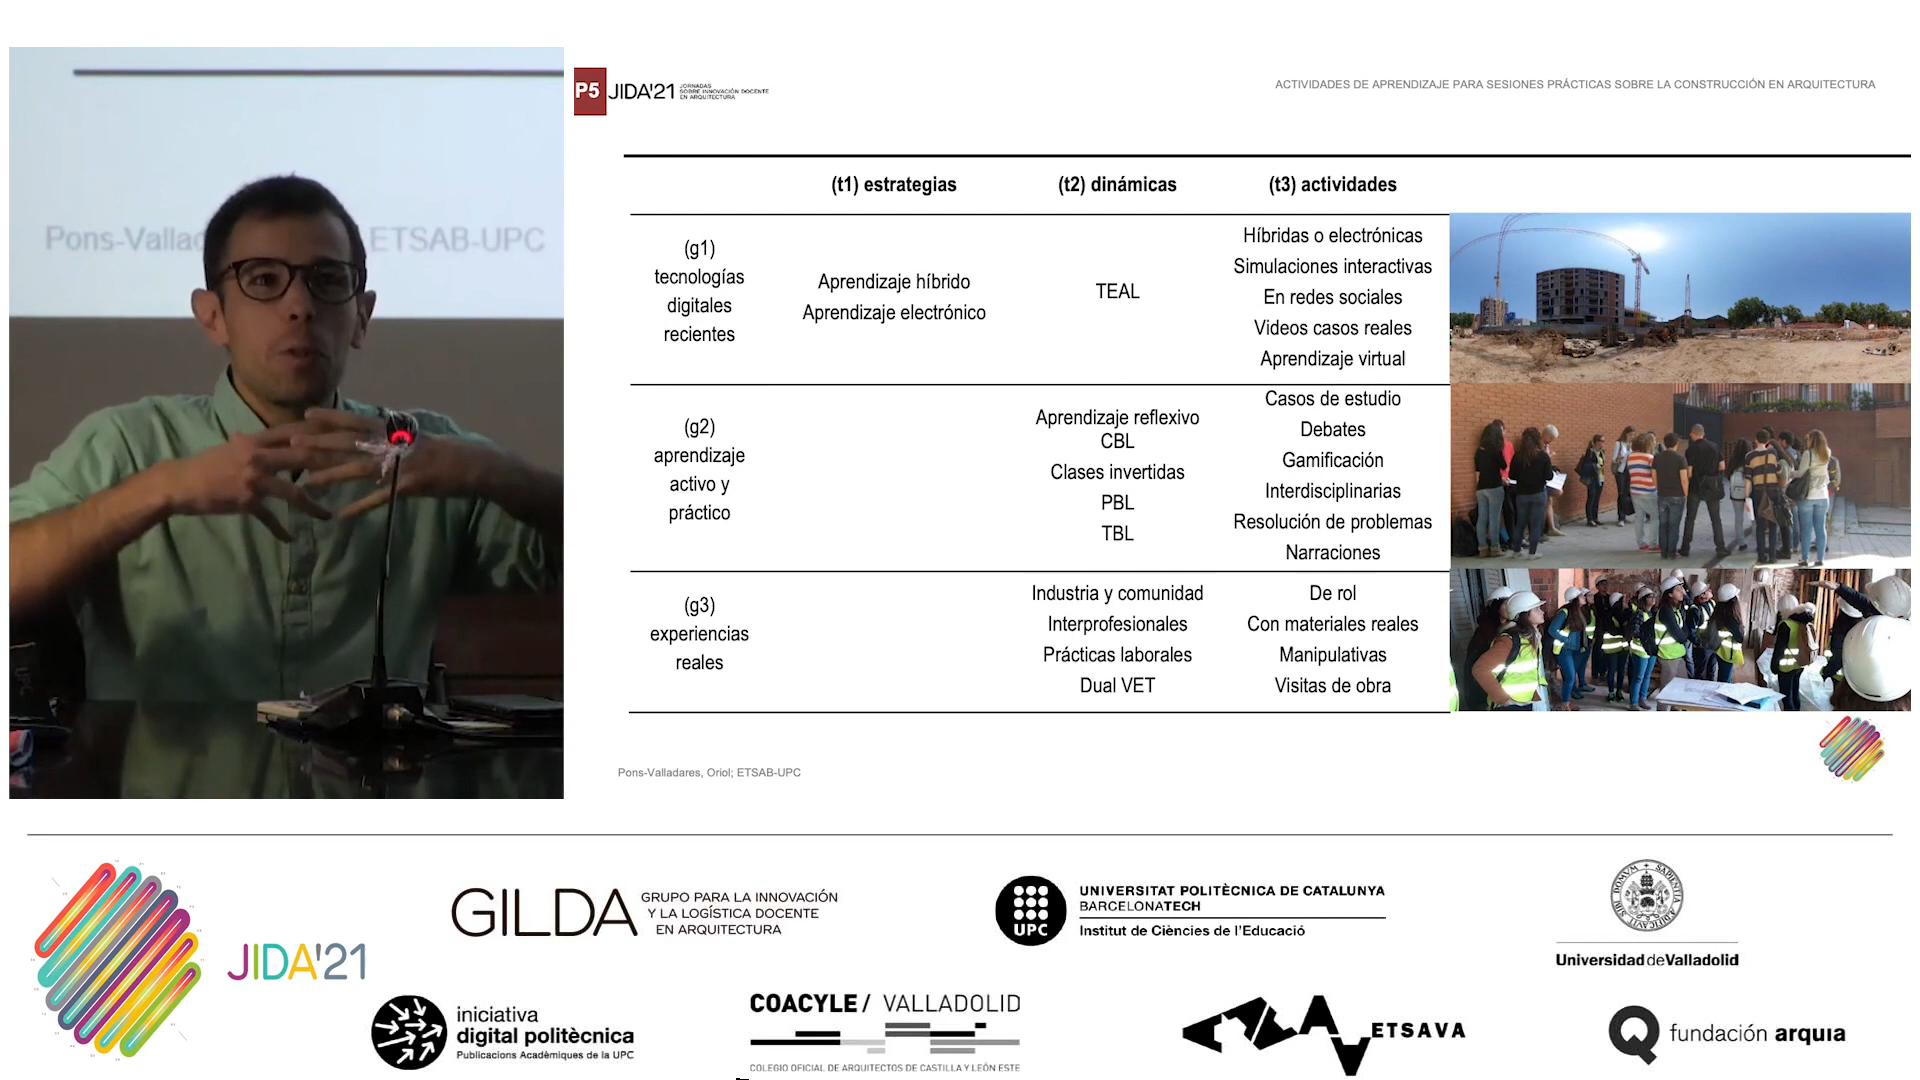 Pons-Vallad
ETSAB-UPC
P5 JIDA'21 JORNADAS
SOBRE INNOVACIÓN DOCENTE
EN ARQUITECTURA
ACTIVIDADES DE APRENDIZAJE PARA SESIONES PRÁCTICAS SOBRE LA CONSTRUCCIÓN EN ARQUITECTURA
(t1) estrategias
(t2) dinámicas
(t3) actividades
(g1)
tecnologías
digitales
recientes
Aprendizaje híbrido
Aprendizaje electrónico
TEAL
Híbridas o electrónicas
Simulaciones interactivas
En redes sociales
Videos casos reales
Aprendizaje virtual
(g2)
aprendizaje
activo y
práctico
Aprendizaje reflexivo
CBL
Clases invertidas
PBL
TBL
Casos de estudio
Debates
Gamificación
Interdisciplinarias
Resolución de problemas
Narraciones
(g3)
experiencias
reales
Industria y comunidad
Interprofesionales
Prácticas laborales
Dual VET
De rol
Con materiales reales
Manipulativas
Visitas de obra
Pons-Valladares, Oriol; ETSAB-UPC
JIDA'21
GILDA
GRUPO PARA LA INNOVACIÓN
Y LA LOGÍSTICA DOCENTE
EN ARQUITECTURA
UPC
UNIVERSITAT POLITÈCNICA DE CATALUNYA
BARCELONATECH
Institut de Ciències de l'Educació
Universidad de Valladolid
iniciativa
digital politècnica
Publicacions Acadèmiques de la UPC
COACYLE / VALLADOLID
COLEGIO OFICIAL DE ARQUITECTOS DE CASTILLA Y LEÓN ESTE
ETSAVA
fundación arquia